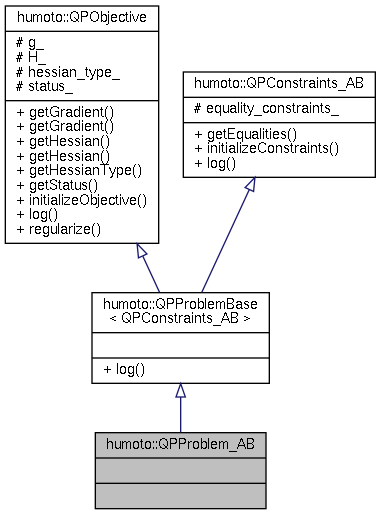 humoto::QPObjective
# g_
# H_
# hessian_type_
# status_
+ getGradient()
+ getGradient()
+ getHessian()
+ getHessian()
+ getHessianType()
+ getStatus()
+ initializeObjective()
+ log()
+ regularize()
humoto::QPConstraints_AB
# equality_constraints_
+ getEqualities()
+ initializeConstraints()
+ log()
humoto::QPProblemBase
< QPConstraints_AB >
+ log()
humoto::QPProblem_AB